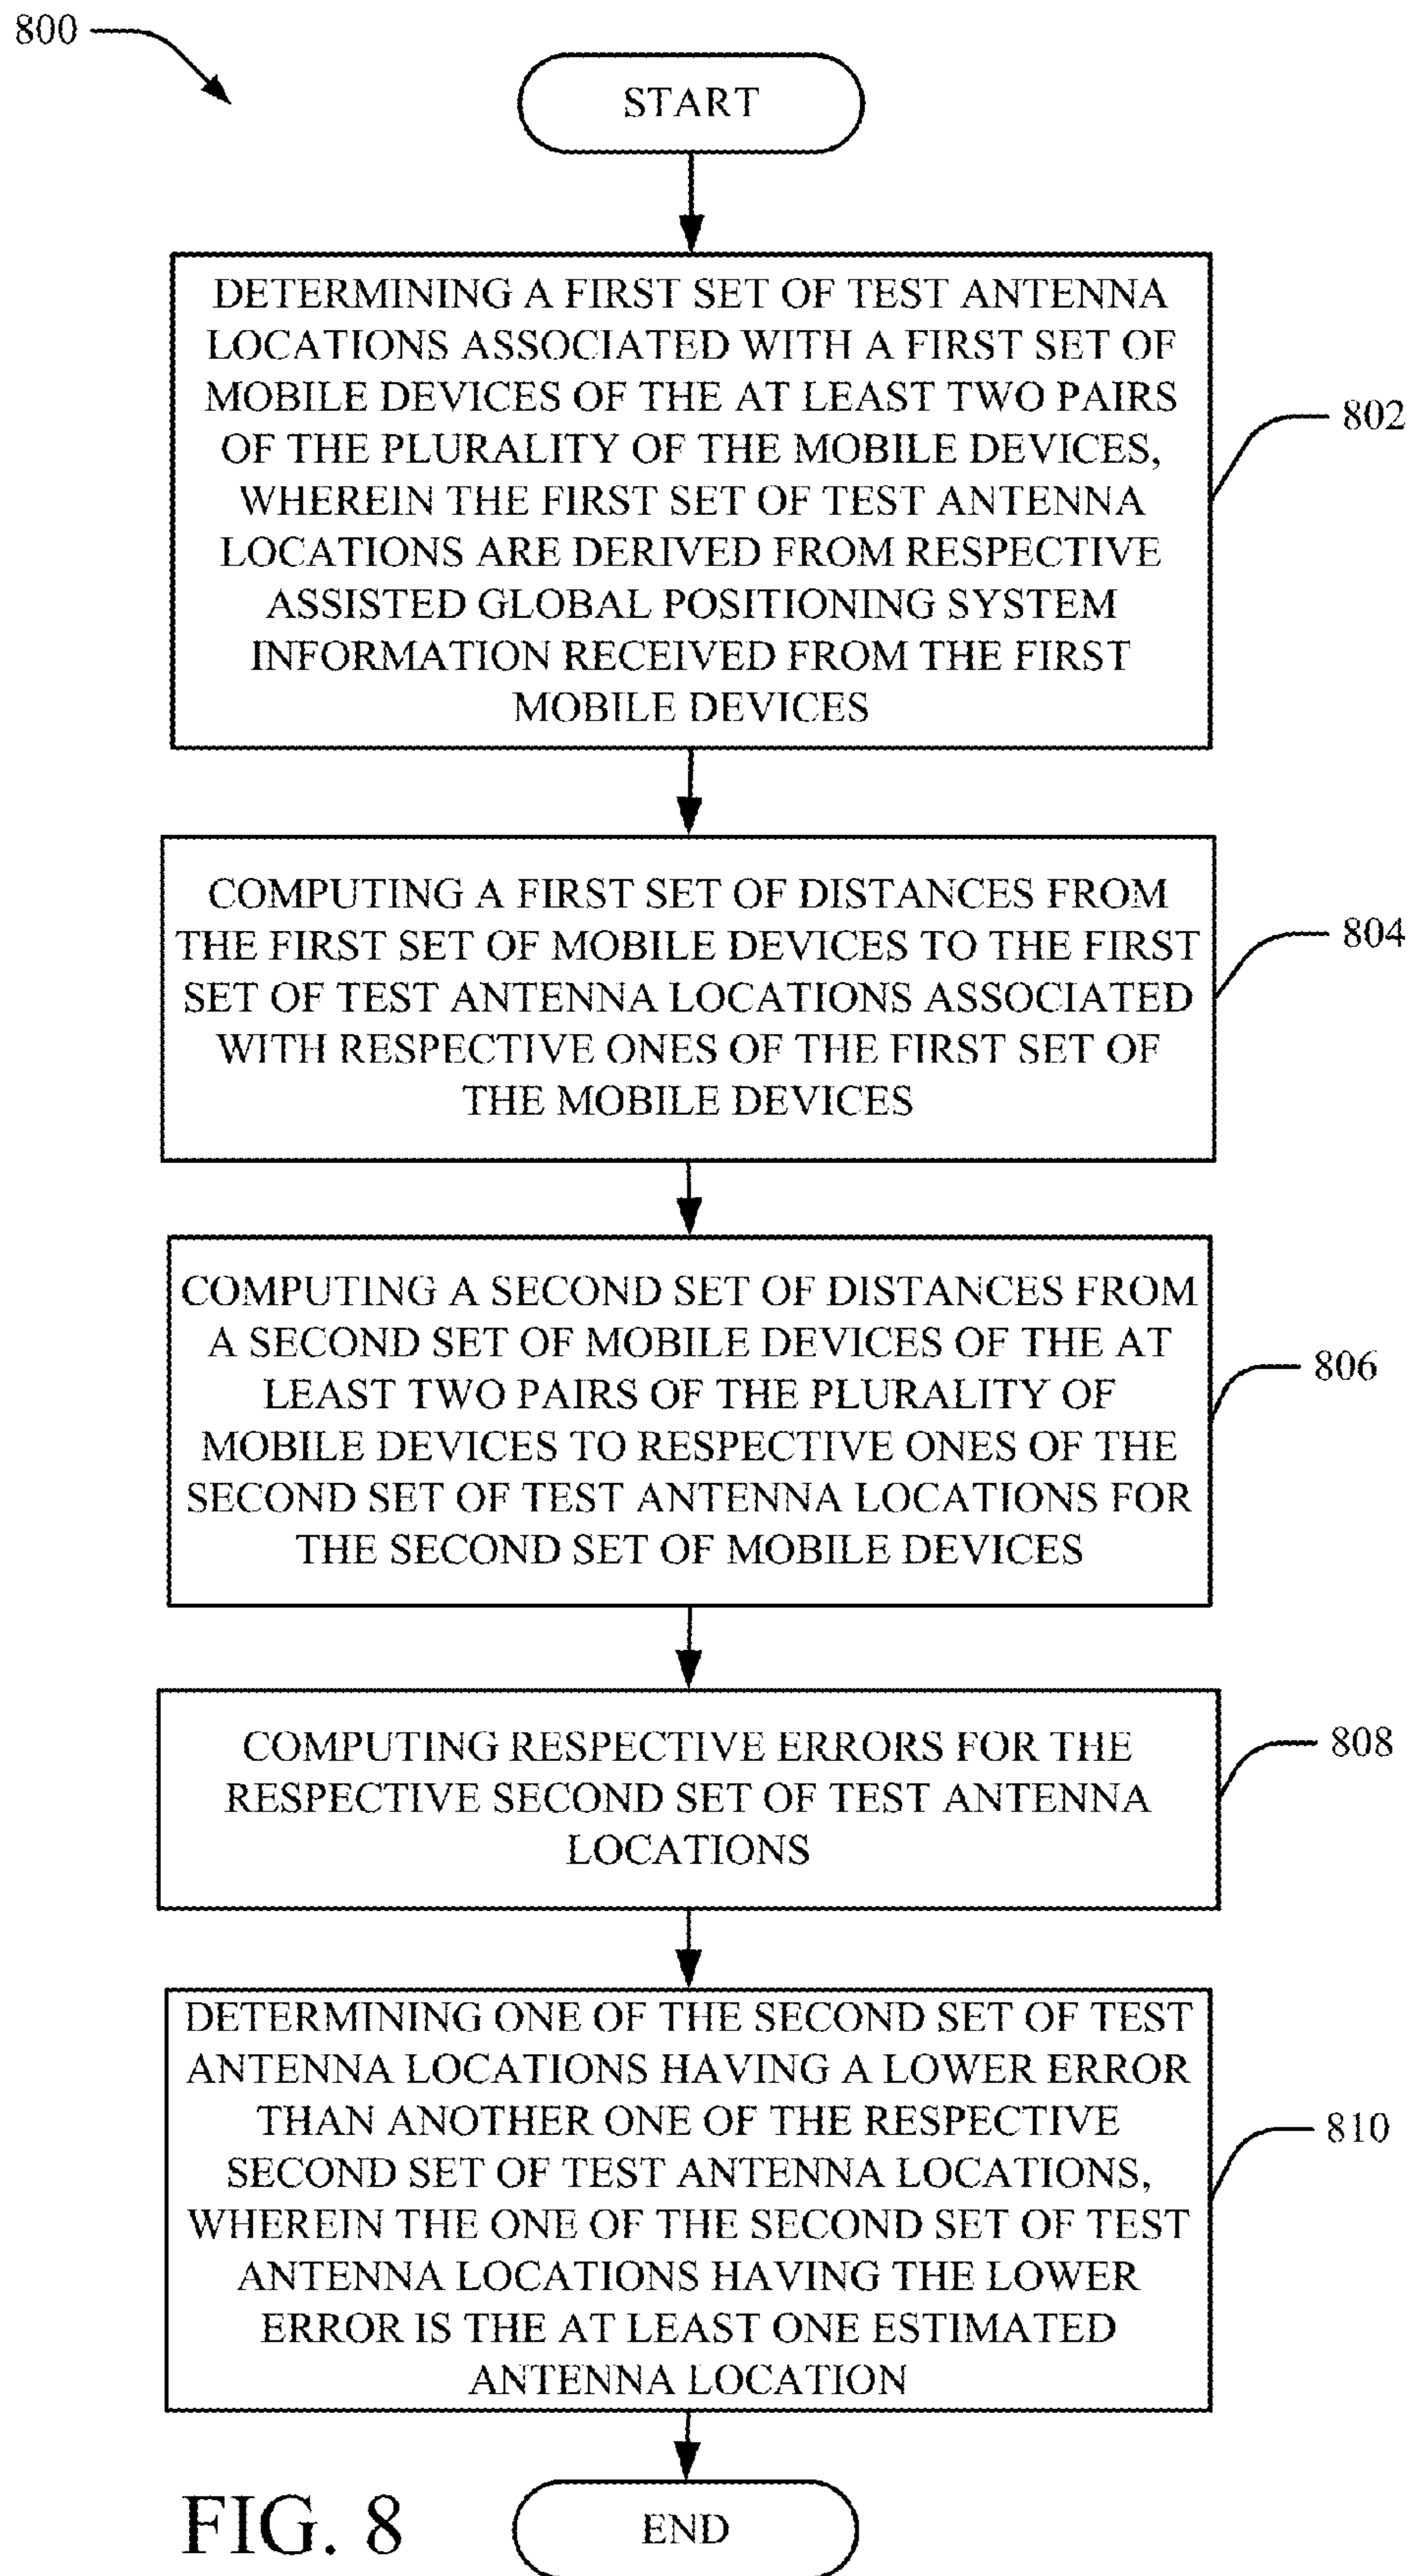 800
START
DETERMINING A FIRST SET OF TEST ANTENNA
LOCATIONS ASSOCIATED WITH A FIRST SET OF
MOBILE DEVICES OF THE AT LEAST TWO PAIRS
OF THE PLURALITY OF THE MOBILE DEVICES,
WHEREIN THE FIRST SET OF TEST ANTENNA
LOCATIONS ARE DERIVED FROM RESPECTIVE
ASSISTED GLOBAL POSITIONING SYSTEM
INFORMATION RECEIVED FROM THE FIRST
MOBILE DEVICES
802
COMPUTING A FIRST SET OF DISTANCES FROM
THE FIRST SET OF MOBILE DEVICES TO THE FIRST
SET OF TEST ANTENNA LOCATIONS ASSOCIATED
WITH RESPECTIVE ONES OF THE FIRST SET OF
THE MOBILE DEVICES
804
COMPUTING A SECOND SET OF DISTANCES FROM
A SECOND SET OF MOBILE DEVICES OF THE AT
LEAST TWO PAIRS OF THE PLURALITY OF
MOBILE DEVICES TO RESPECTIVE ONES OF THE
SECOND SET OF TEST ANTENNA LOCATIONS FOR
THE SECOND SET OF MOBILE DEVICES
806
COMPUTING RESPECTIVE ERRORS FOR THE
RESPECTIVE SECOND SET OF TEST ANTENNA
LOCATIONS
808
DETERMINING ONE OF THE SECOND SET OF TEST
ANTENNA LOCATIONS HAVING A LOWER ERROR
THAN ANOTHER ONE OF THE RESPECTIVE
SECOND SET OF TEST ANTENNA LOCATIONS,
WHEREIN THE ONE OF THE SECOND SET OF TEST
ANTENNA LOCATIONS HAVING THE LOWER
ERROR IS THE AT LEAST ONE ESTIMATED
ANTENNA LOCATION
810
END
FIG. 8